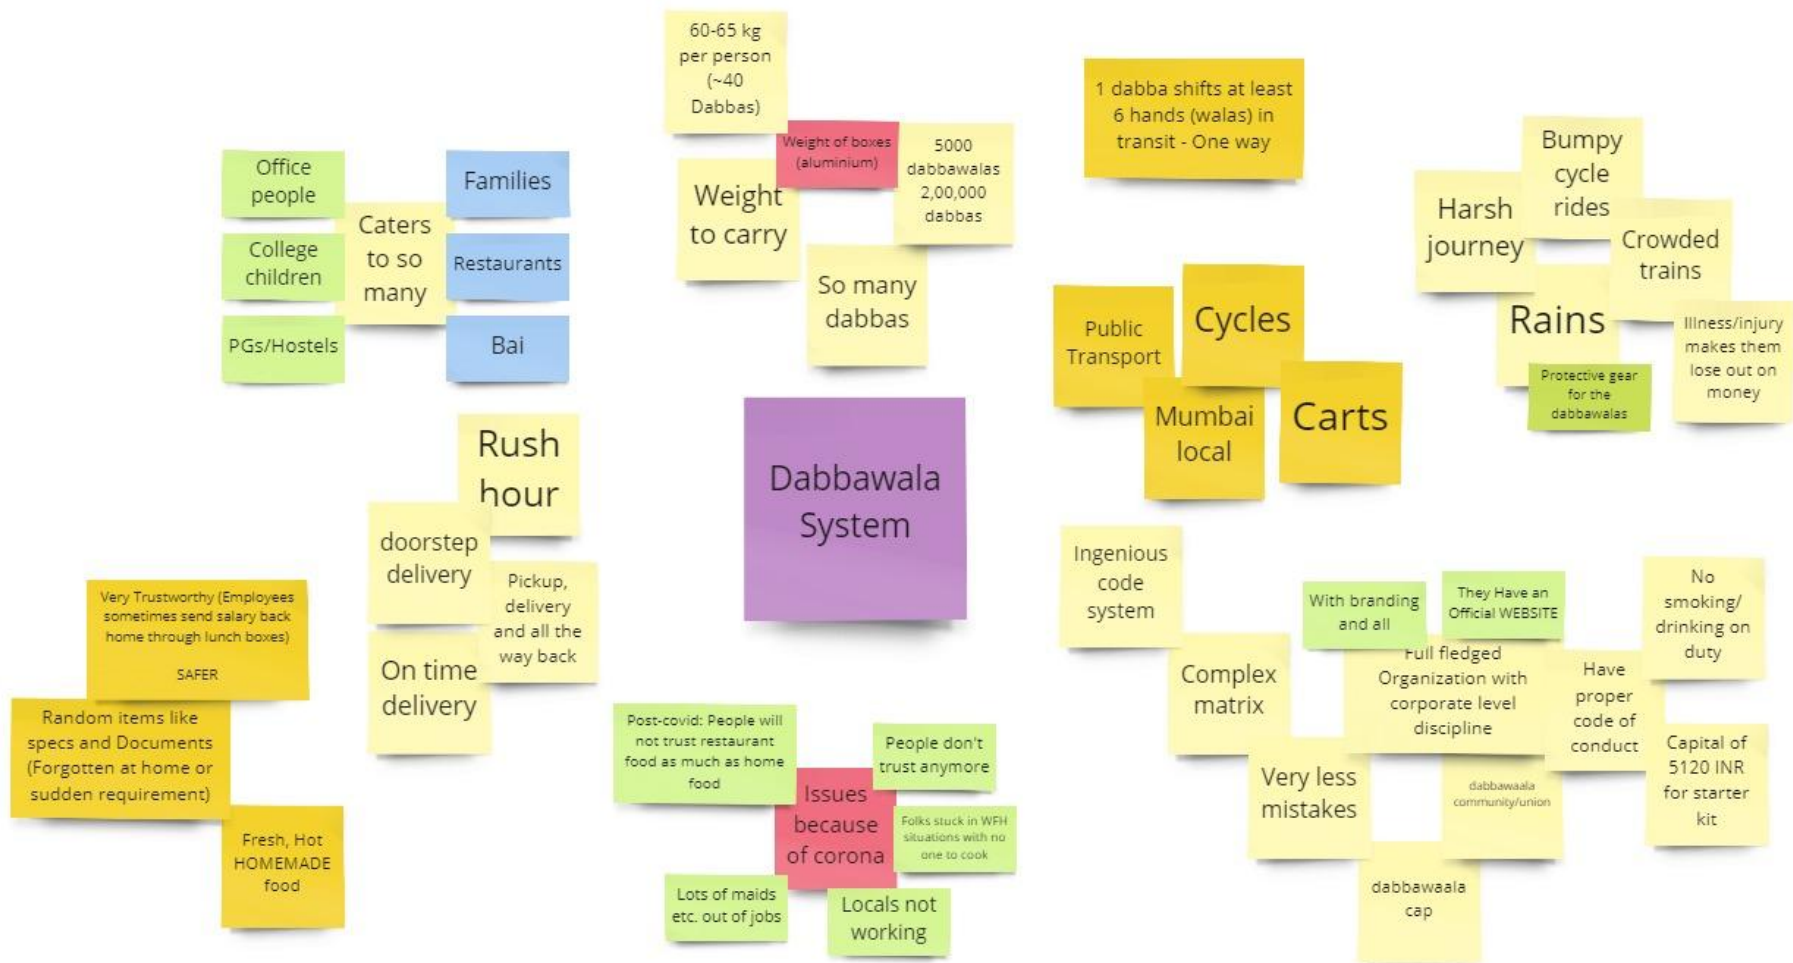 60-65 kg
per person
(~40
Dabbas)
Weight of boxes
(aluminium)
5000
dabbawalas
2,00,000
dabbas
Weight
to carry
So many
dabbas
1 dabba shifts at least
6 hands (walas) in
transit - One way
Bumpy
cycle
rides
Harsh
journey
Crowded
trains
Rains
Illness/injury
makes them
lose out on
money
Protective gear
for the
dabbawalas
Office
people
Families
Caters
to so
many
College
children
Restaurants
PGs/Hostels
Bai
Public
Transport
Cycles
Mumbai
local
Carts
Dabbawala
System
Rush
hour
doorstep
delivery
Pickup,
delivery
and all the
way back
On time
delivery
Very Trustworthy (Employees
sometimes send salary back
home through lunch boxes)
SAFER
Random items like
specs and Documents
(Forgotten at home or
sudden requirement)
Fresh, Hot
HOMEMADE
food
Post-covid: People will
not trust restaurant
food as much as home
food
People don't
trust anymore
Issues
because
of corona
Folks stuck in WFH
situations with no
one to cook
Lots of maids
etc. out of jobs
Locals not
working
Ingenious
code
system
Complex
matrix
Very less
mistakes
With branding
and all
They Have an
Official WEBSITE
Full fledged
Organization with
corporate level
discipline
Have
proper
code of
conduct
No
smoking/
drinking on
duty
Capital of
5120 INR
for starter
kit
dabbawaala
community/union
dabbawaala
cap